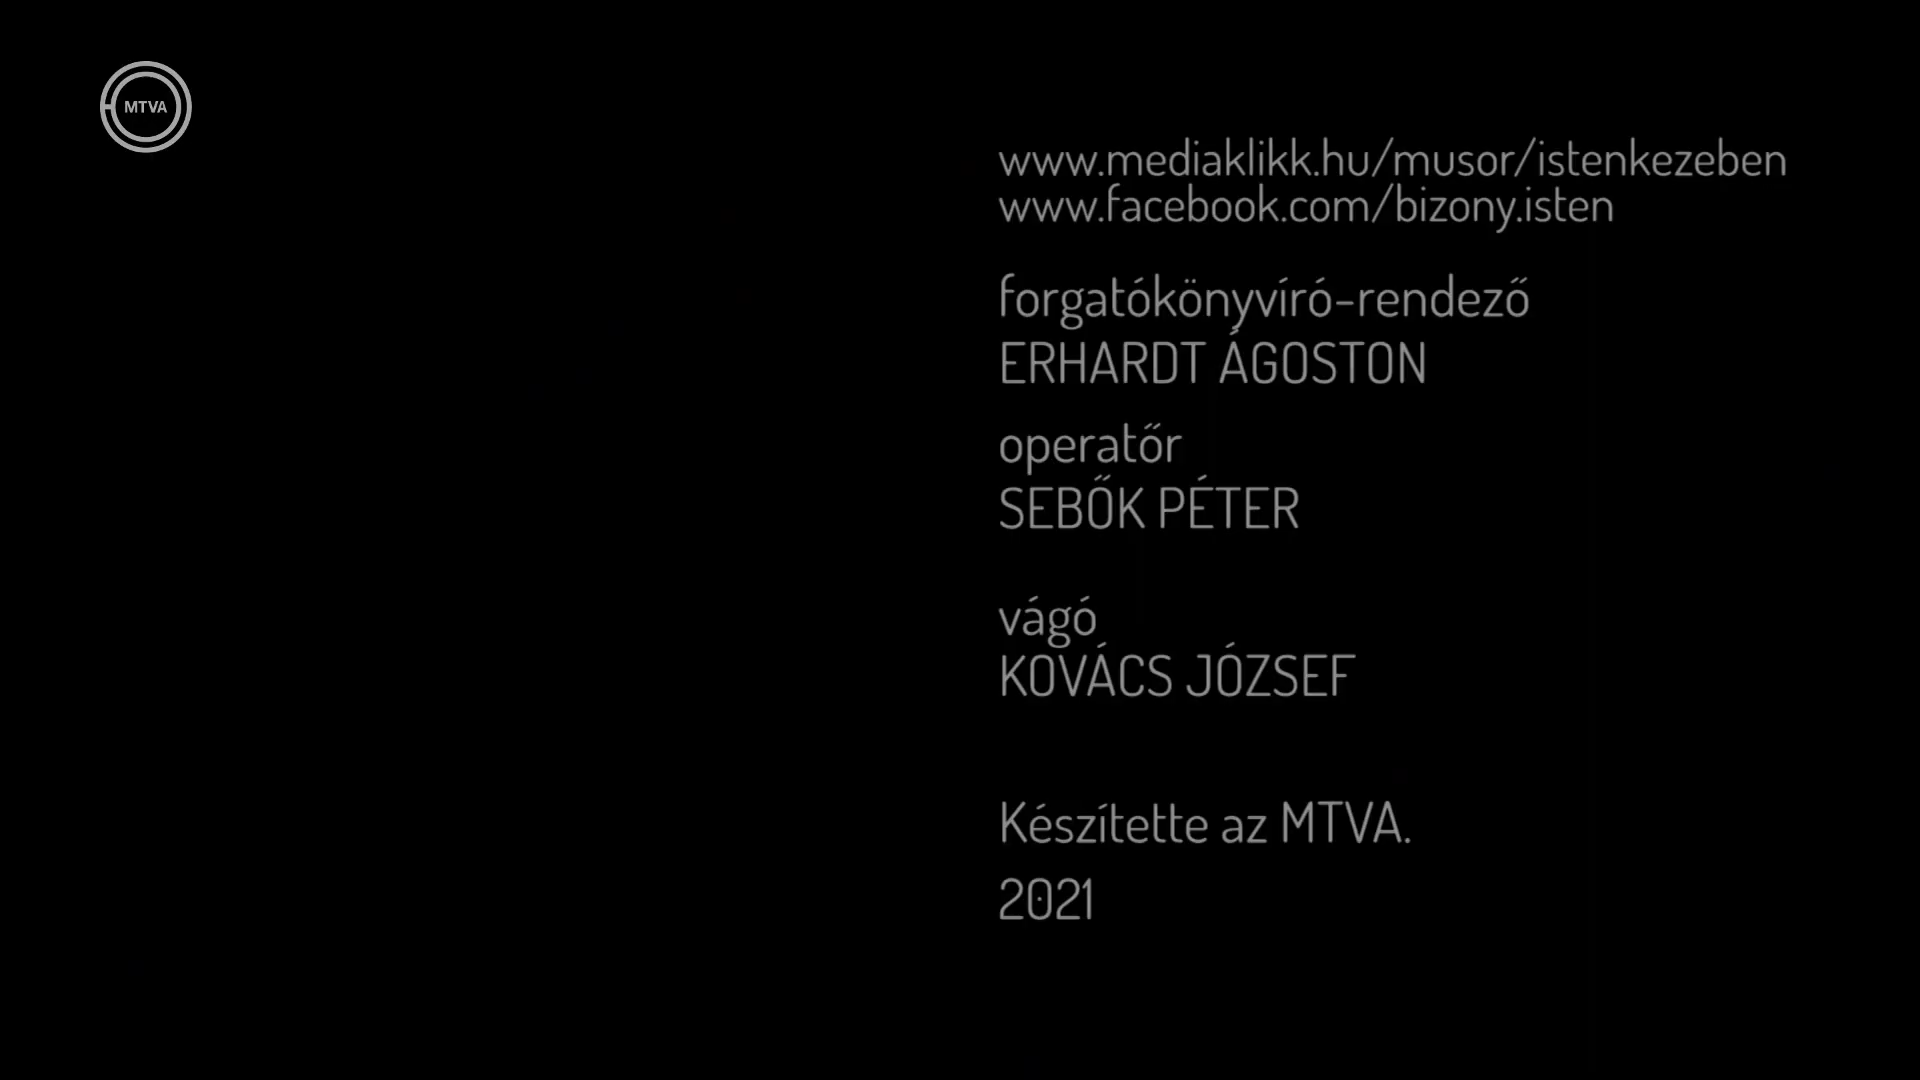 MTVA
www.mediaklikk.hu/musor/istenkezeben
www.facebook.com/bizony.isten
forgatókönyvíró-rendező
ERHARDT ÁGOSTON
operatőr
SEBŐK PÉTER
vágó
KOVÁCS JÓZSEF
Készítette az MTVA.
2021